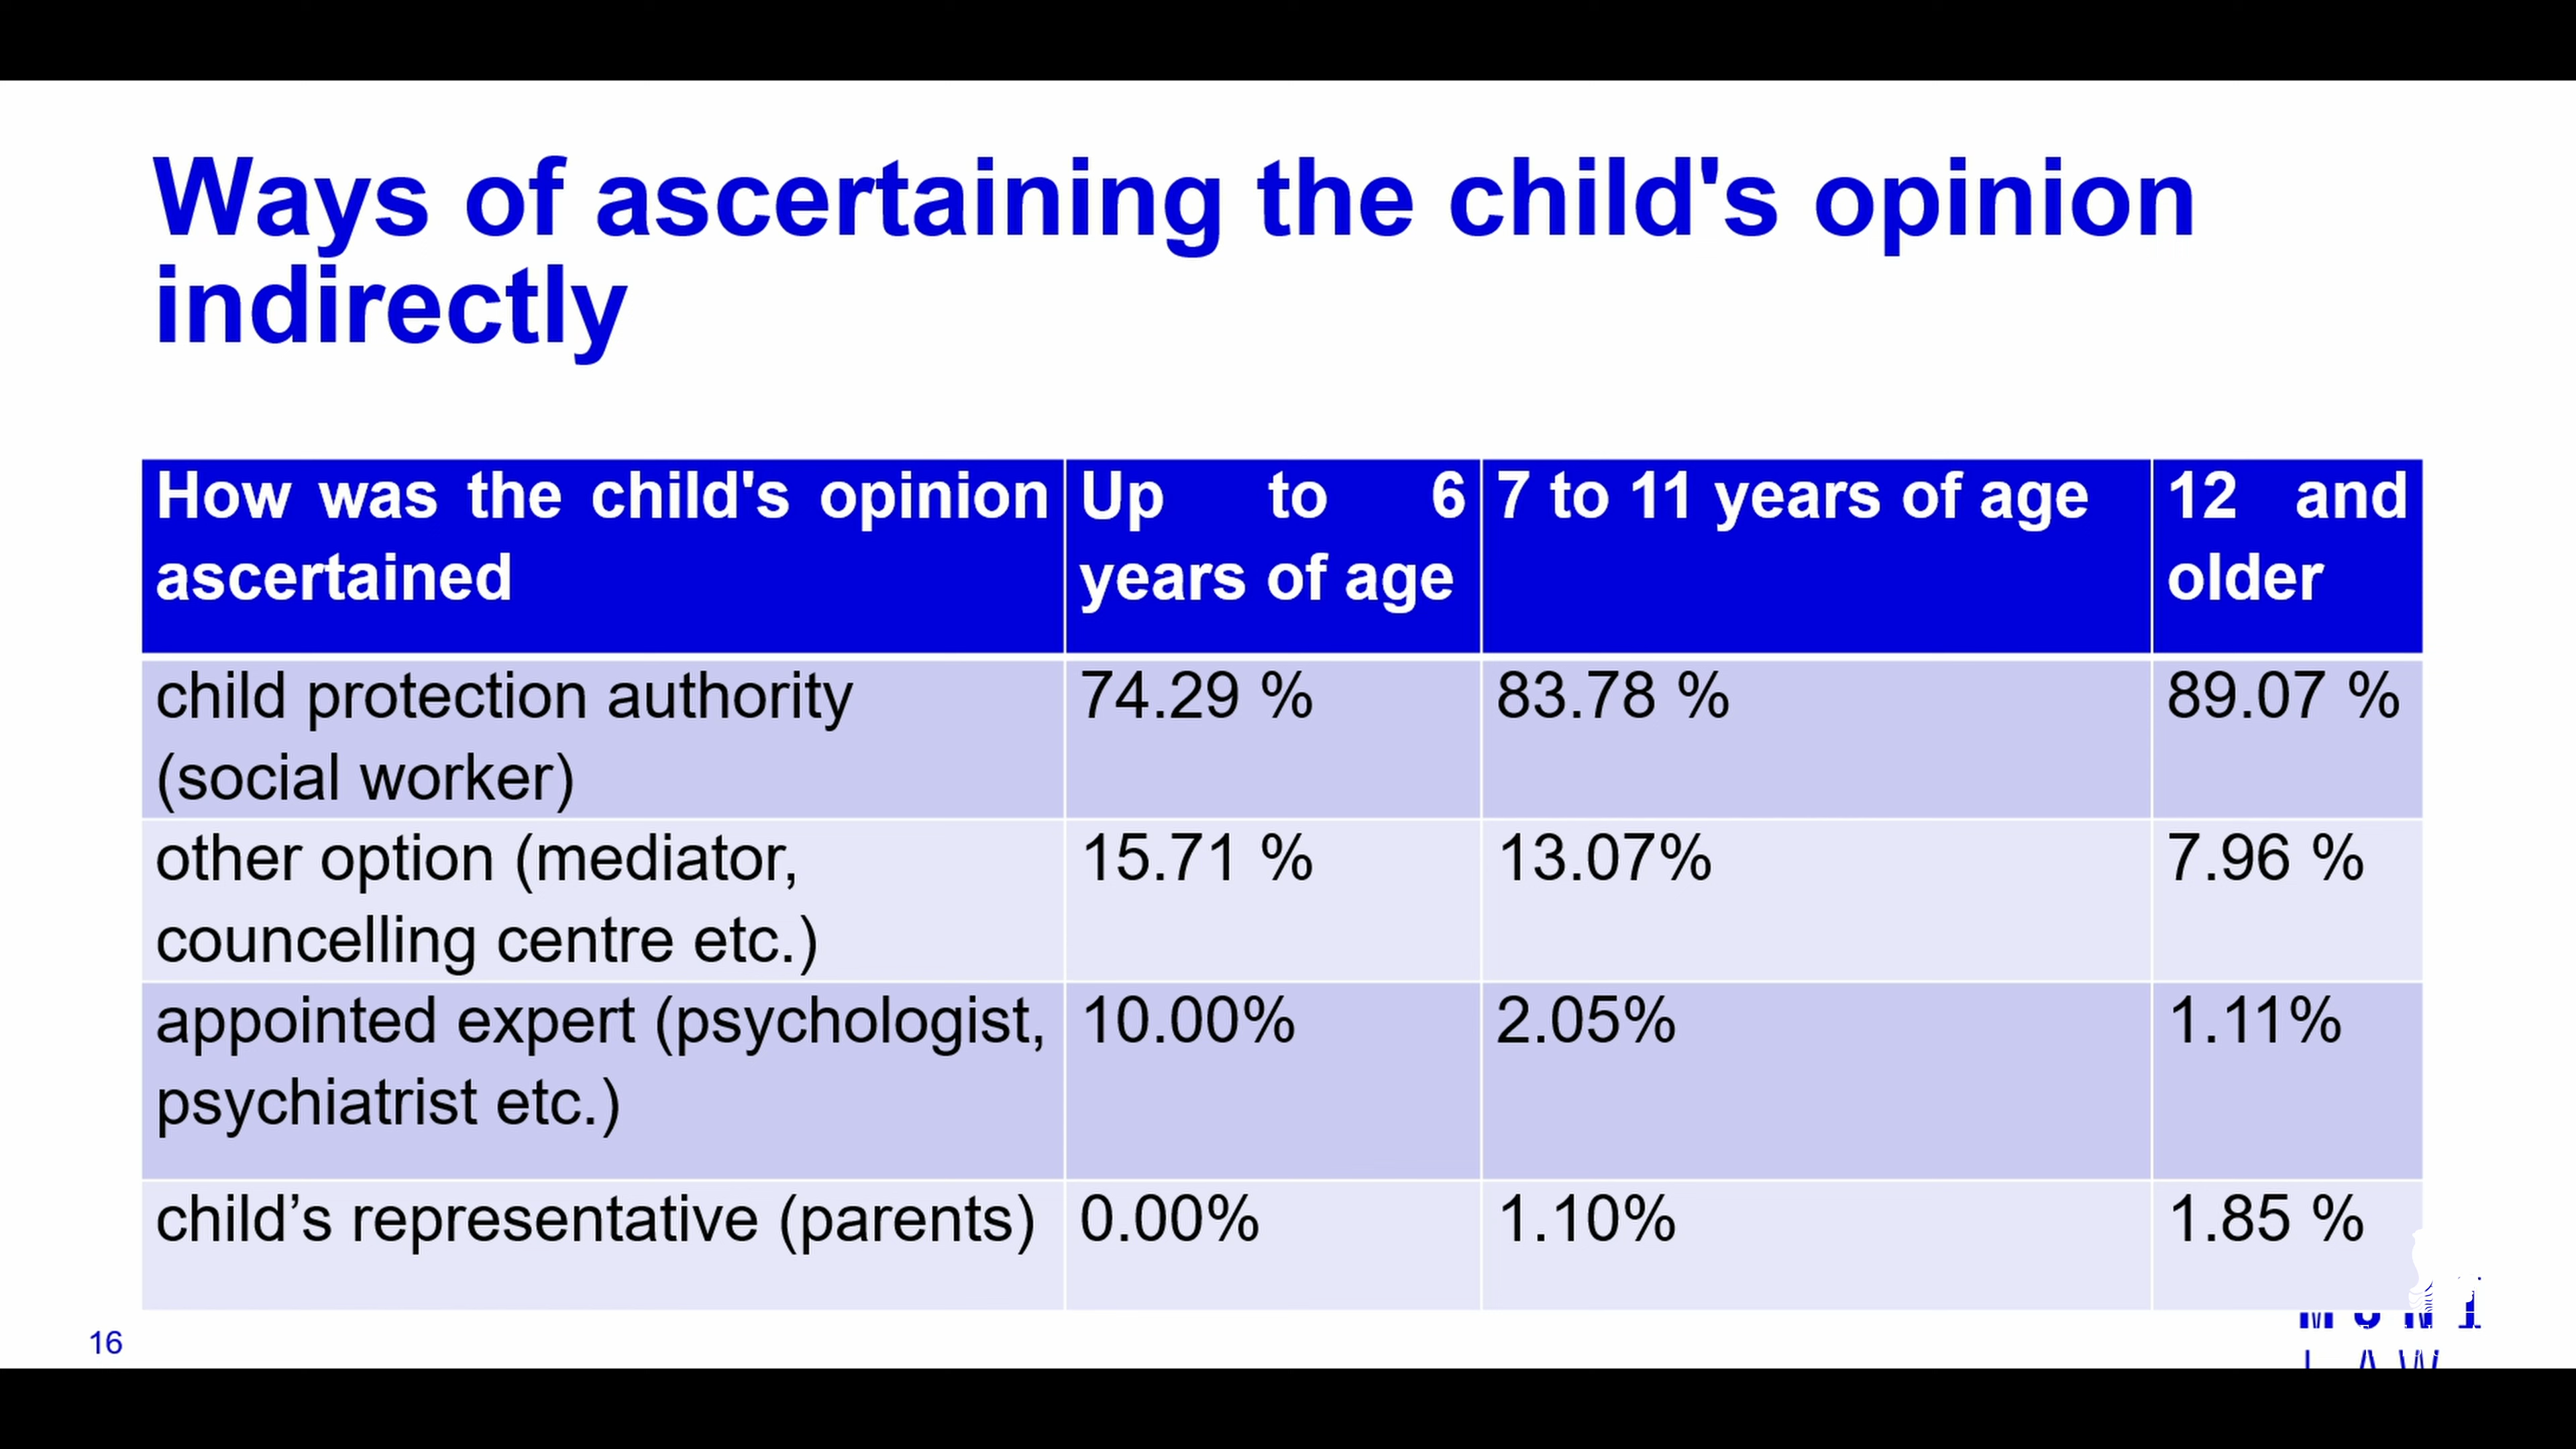 Ways of ascertaining the child's opinion
indirectly
How was the child's opinion
ascertained
Up to 6
years of age
7 to 11 years of age
12 and
older
child protection authority
(social worker)
74.29 %
83.78 %
89.07 %
other option (mediator,
councelling centre etc.)
15.71 %
13.07%
7.96 %
appointed expert (psychologist,
psychiatrist etc.)
10.00%
2.05%
1.11%
child’s representative (parents)
0.00%
1.10%
1.85 %
16